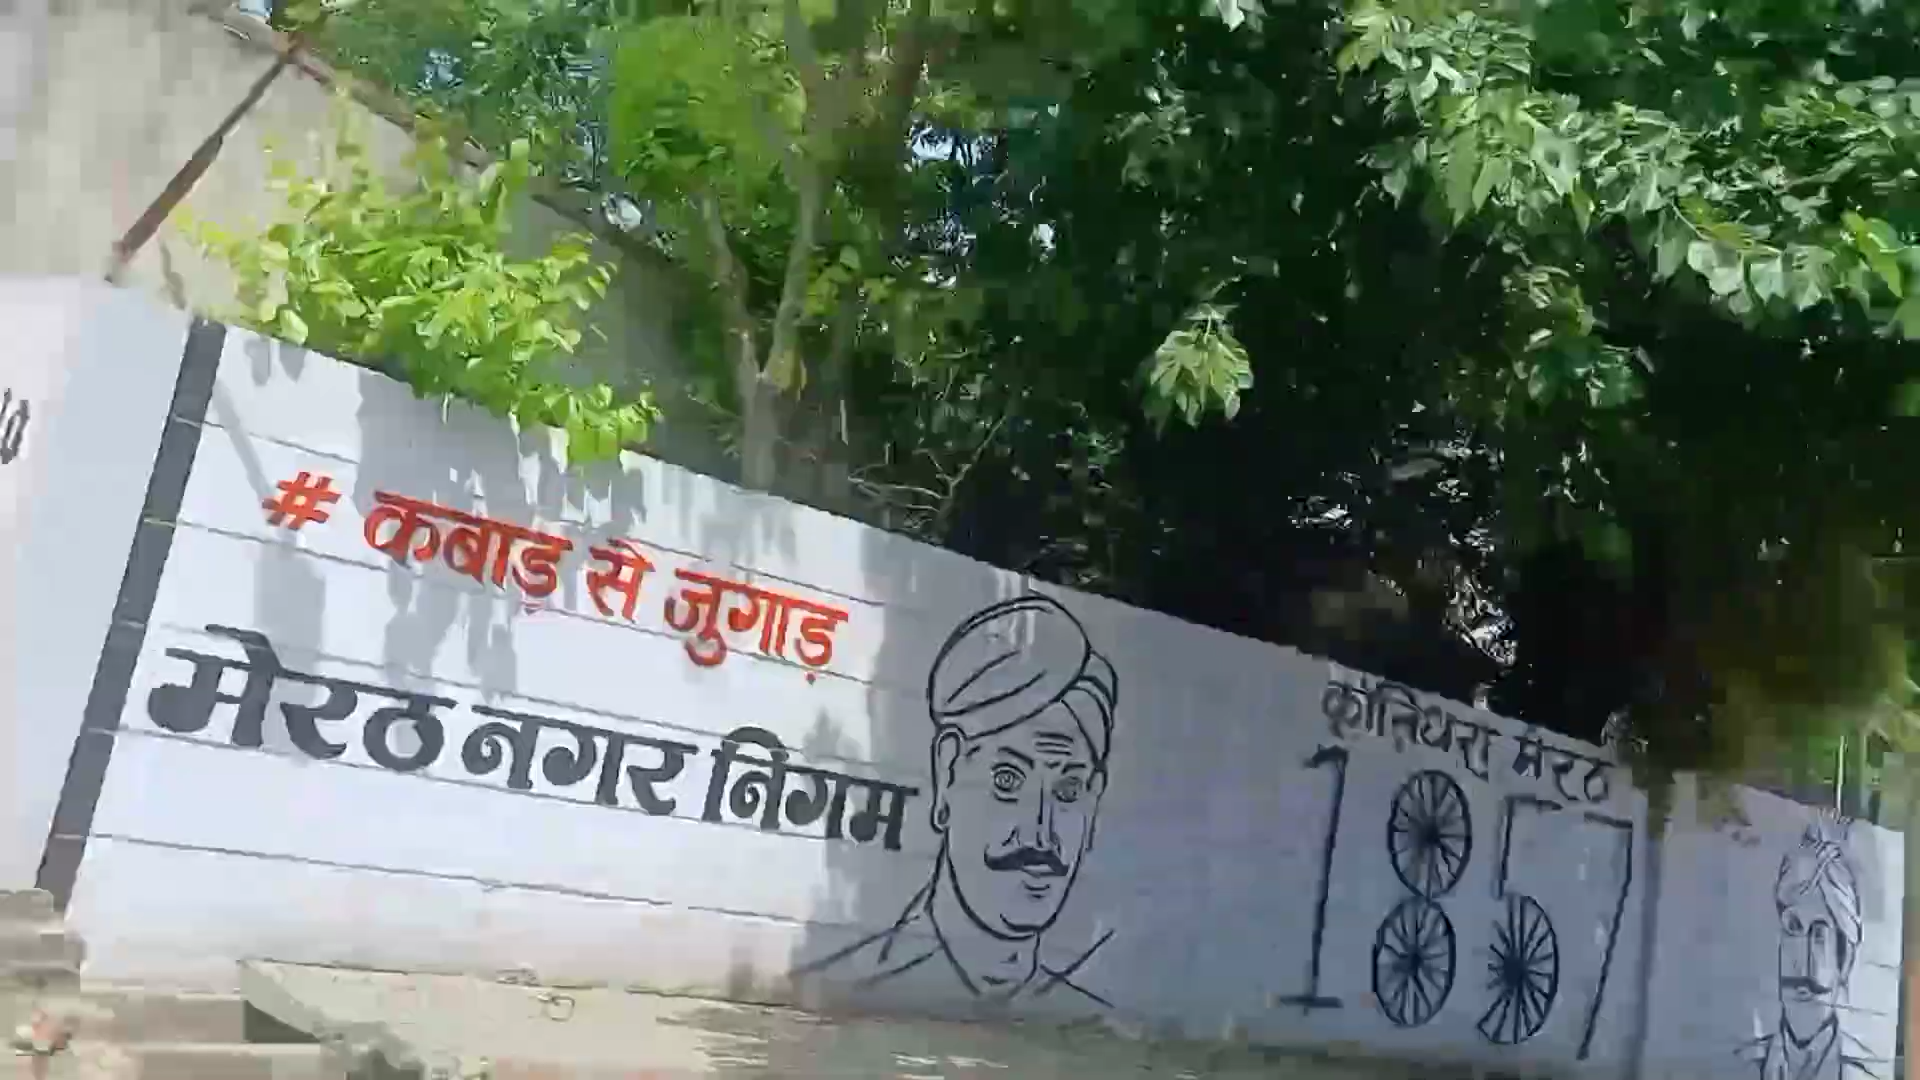 # कबाड़ से जुगाड़
मेरठ नगर निगम
क्रांतिधरा मेरठ
1857